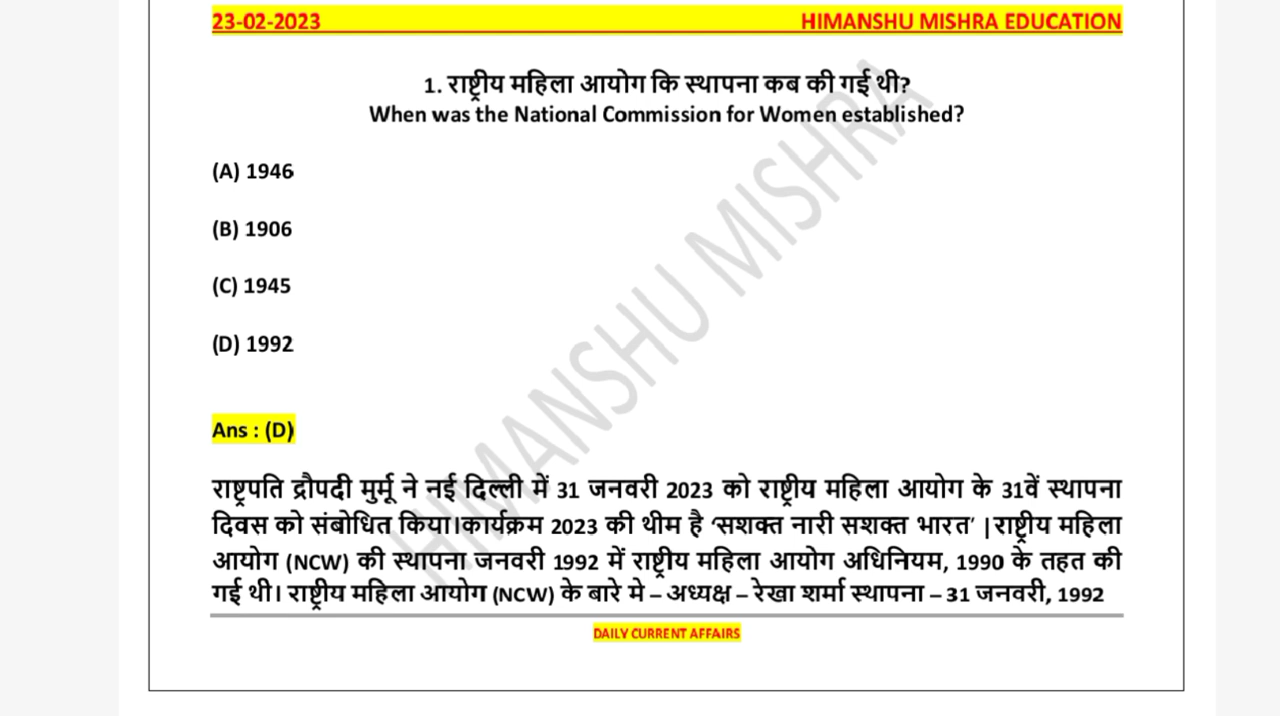 23-02-2023 HIMANSHU MISHRA EDUCATION
1. राष्ट्रीय महिला आयोग कि स्थापना कब की गई थी?
When was the National Commission for Women established?
(A) 1946
(B) 1906
(C) 1945
(D) 1992
Ans : (D)
राष्ट्रपति द्रौपदी मुर्मू ने नई दिल्ली में 31 जनवरी 2023 को राष्ट्रीय महिला आयोग के 31वें स्थापना
दिवस को संबोधित किया।कार्यक्रम 2023 की थीम है ‘सशक्त नारी सशक्त भारत’ |राष्ट्रीय महिला
आयोग (NCW) की स्थापना जनवरी 1992 में राष्ट्रीय महिला आयोग अधिनियम, 1990 के तहत की
गई थी। राष्ट्रीय महिला आयोग (NCW) के बारे मे – अध्यक्ष – रेखा शर्मा स्थापना – 31 जनवरी, 1992
DAILY CURRENT AFFAIRS
HIMANSHU MISHRA